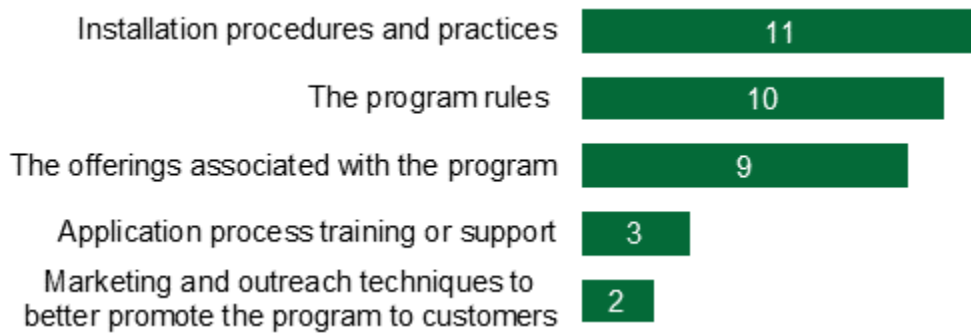 Installation procedures and practices 11
The program rules 10
The offerings associated with the program 9
Application process training or support 3
Marketing and outreach techniques to
better promote the program to customers 2